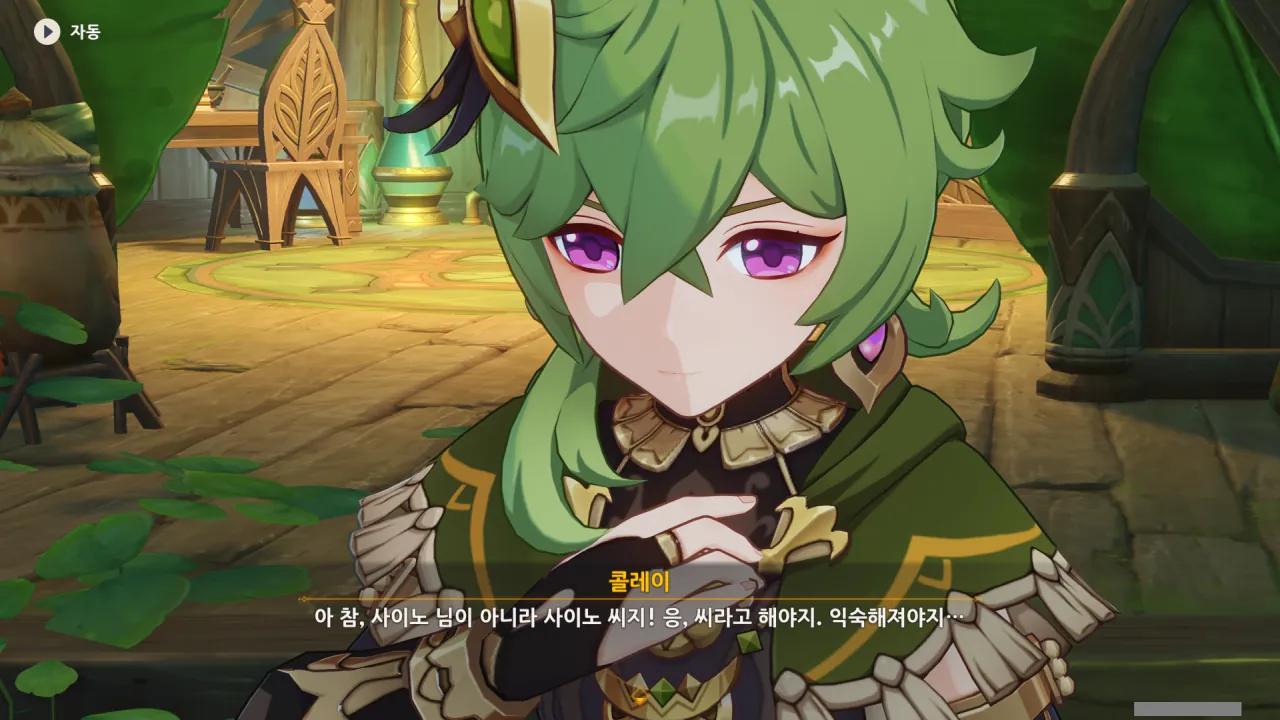 자동
콜레이
아 참, 사이노 님이 아니라 사이노 씨지! 응, 씨라고 해야지. 익숙해져야지…